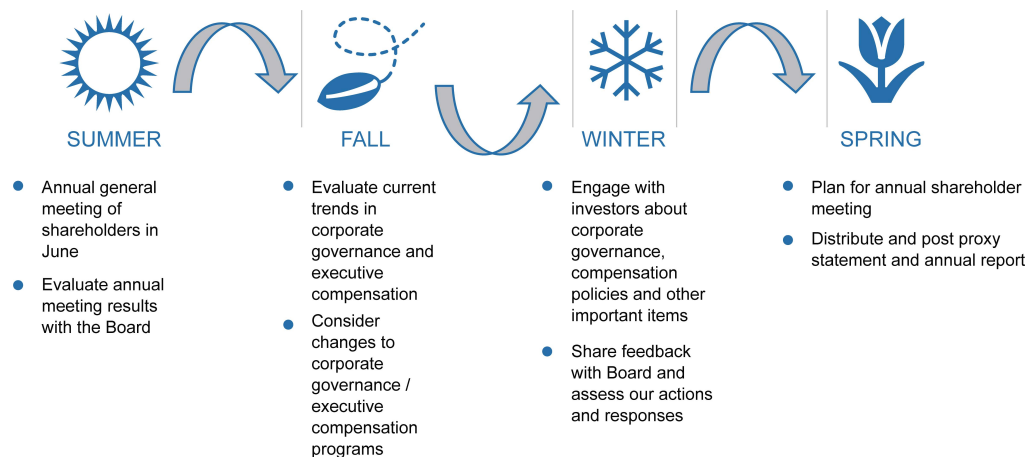 SUMMER
Annual general
meeting of
shareholders in
June
Evaluate annual
meeting results
with the Board
FALL
Evaluate current
trends in
corporate
governance and
executive
compensation
Consider
changes to
corporate
governance /
executive
compensation
programs
WINTER
Engage with
investors about
corporate
governance,
compensation
policies and other
important items
Share feedback
with Board and
assess our actions
and responses
SPRING
Plan for annual shareholder
meeting
Distribute and post proxy
statement and annual report